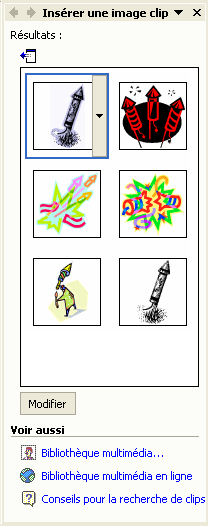 Insérer une image clip
Résultats :
Modifier
Voir aussi
Bibliothèque multimédia...
Bibliothèque multimédia en ligne
Conseils pour la recherche de clips